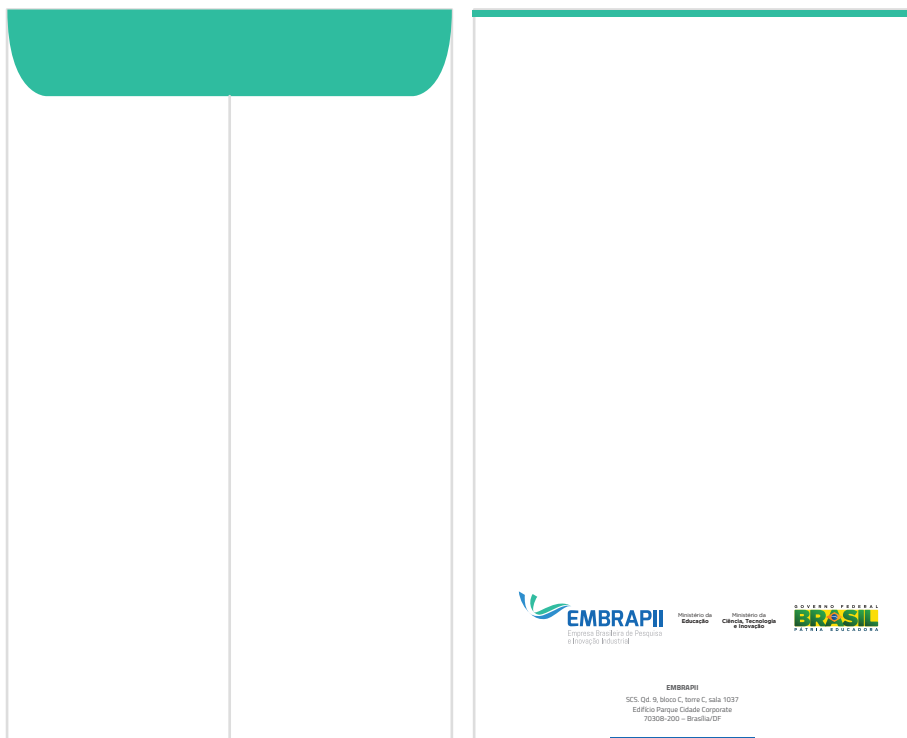 EMBRAPII
Empresa Brasileira de Pesquisa
e Inovação Industrial
Ministério da
Educação
Ministério da
Ciência, Tecnologia
e Inovação
GOVERNO FEDERAL
BRASIL
PÁTRIA EDUCADORA
EMBRAPII
SCS. Qd. 9, bloco C, torre C, sala 1037
Edifício Parque Cidade Corporate
70308-200 – Brasília/DF